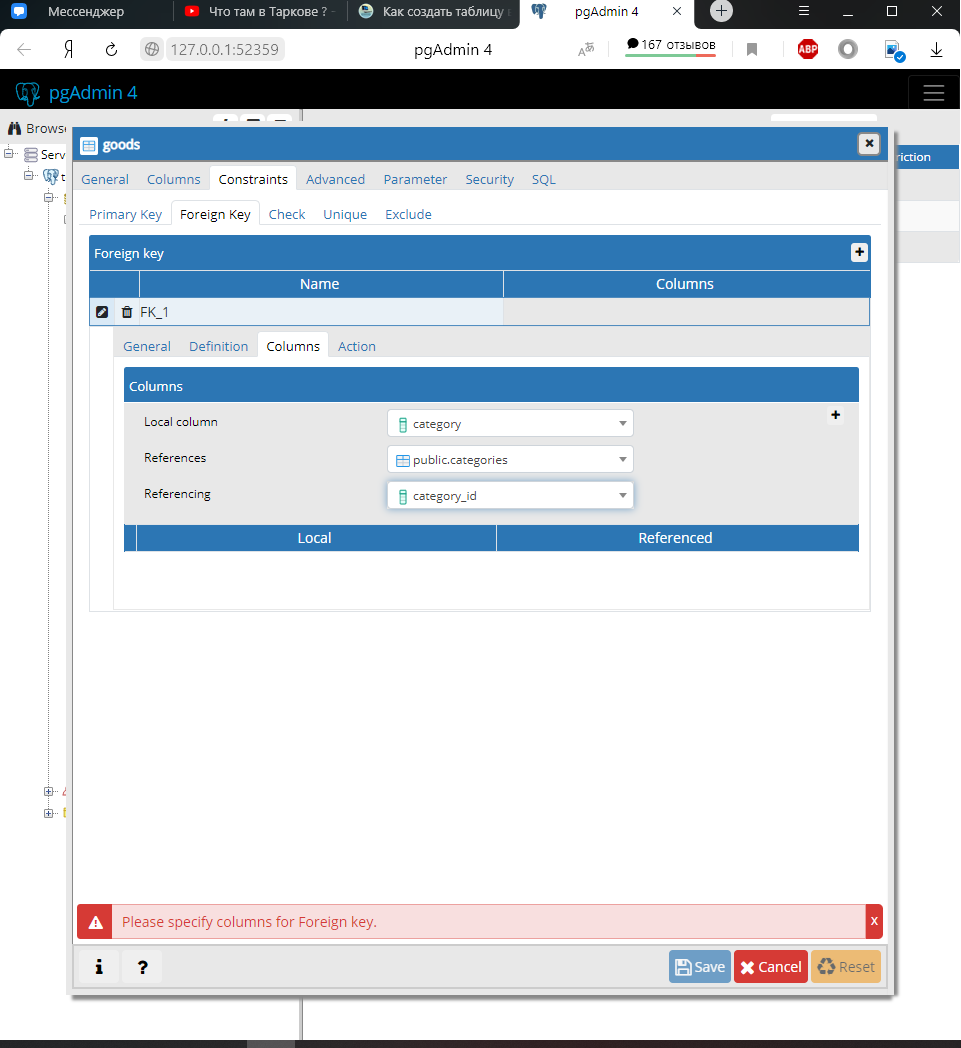 Мессенджер
Что там в Таркове ? -
Как создать таблицу
pgAdmin 4
Я
127.0.0.1:52359
pgAdmin 4
167 отзывов
ABP
pgAdmin 4
Browse
Serv
riction
goods
General Columns Constraints Advanced Parameter Security SQL
Primary Key Foreign Key Check Unique Exclude
Foreign key
Name Columns
FK_1
General Definition Columns Action
Columns
Local column category
References public.categories
Referencing category_id
Local Referenced
Please specify columns for Foreign key. X
i ? Save Cancel Reset